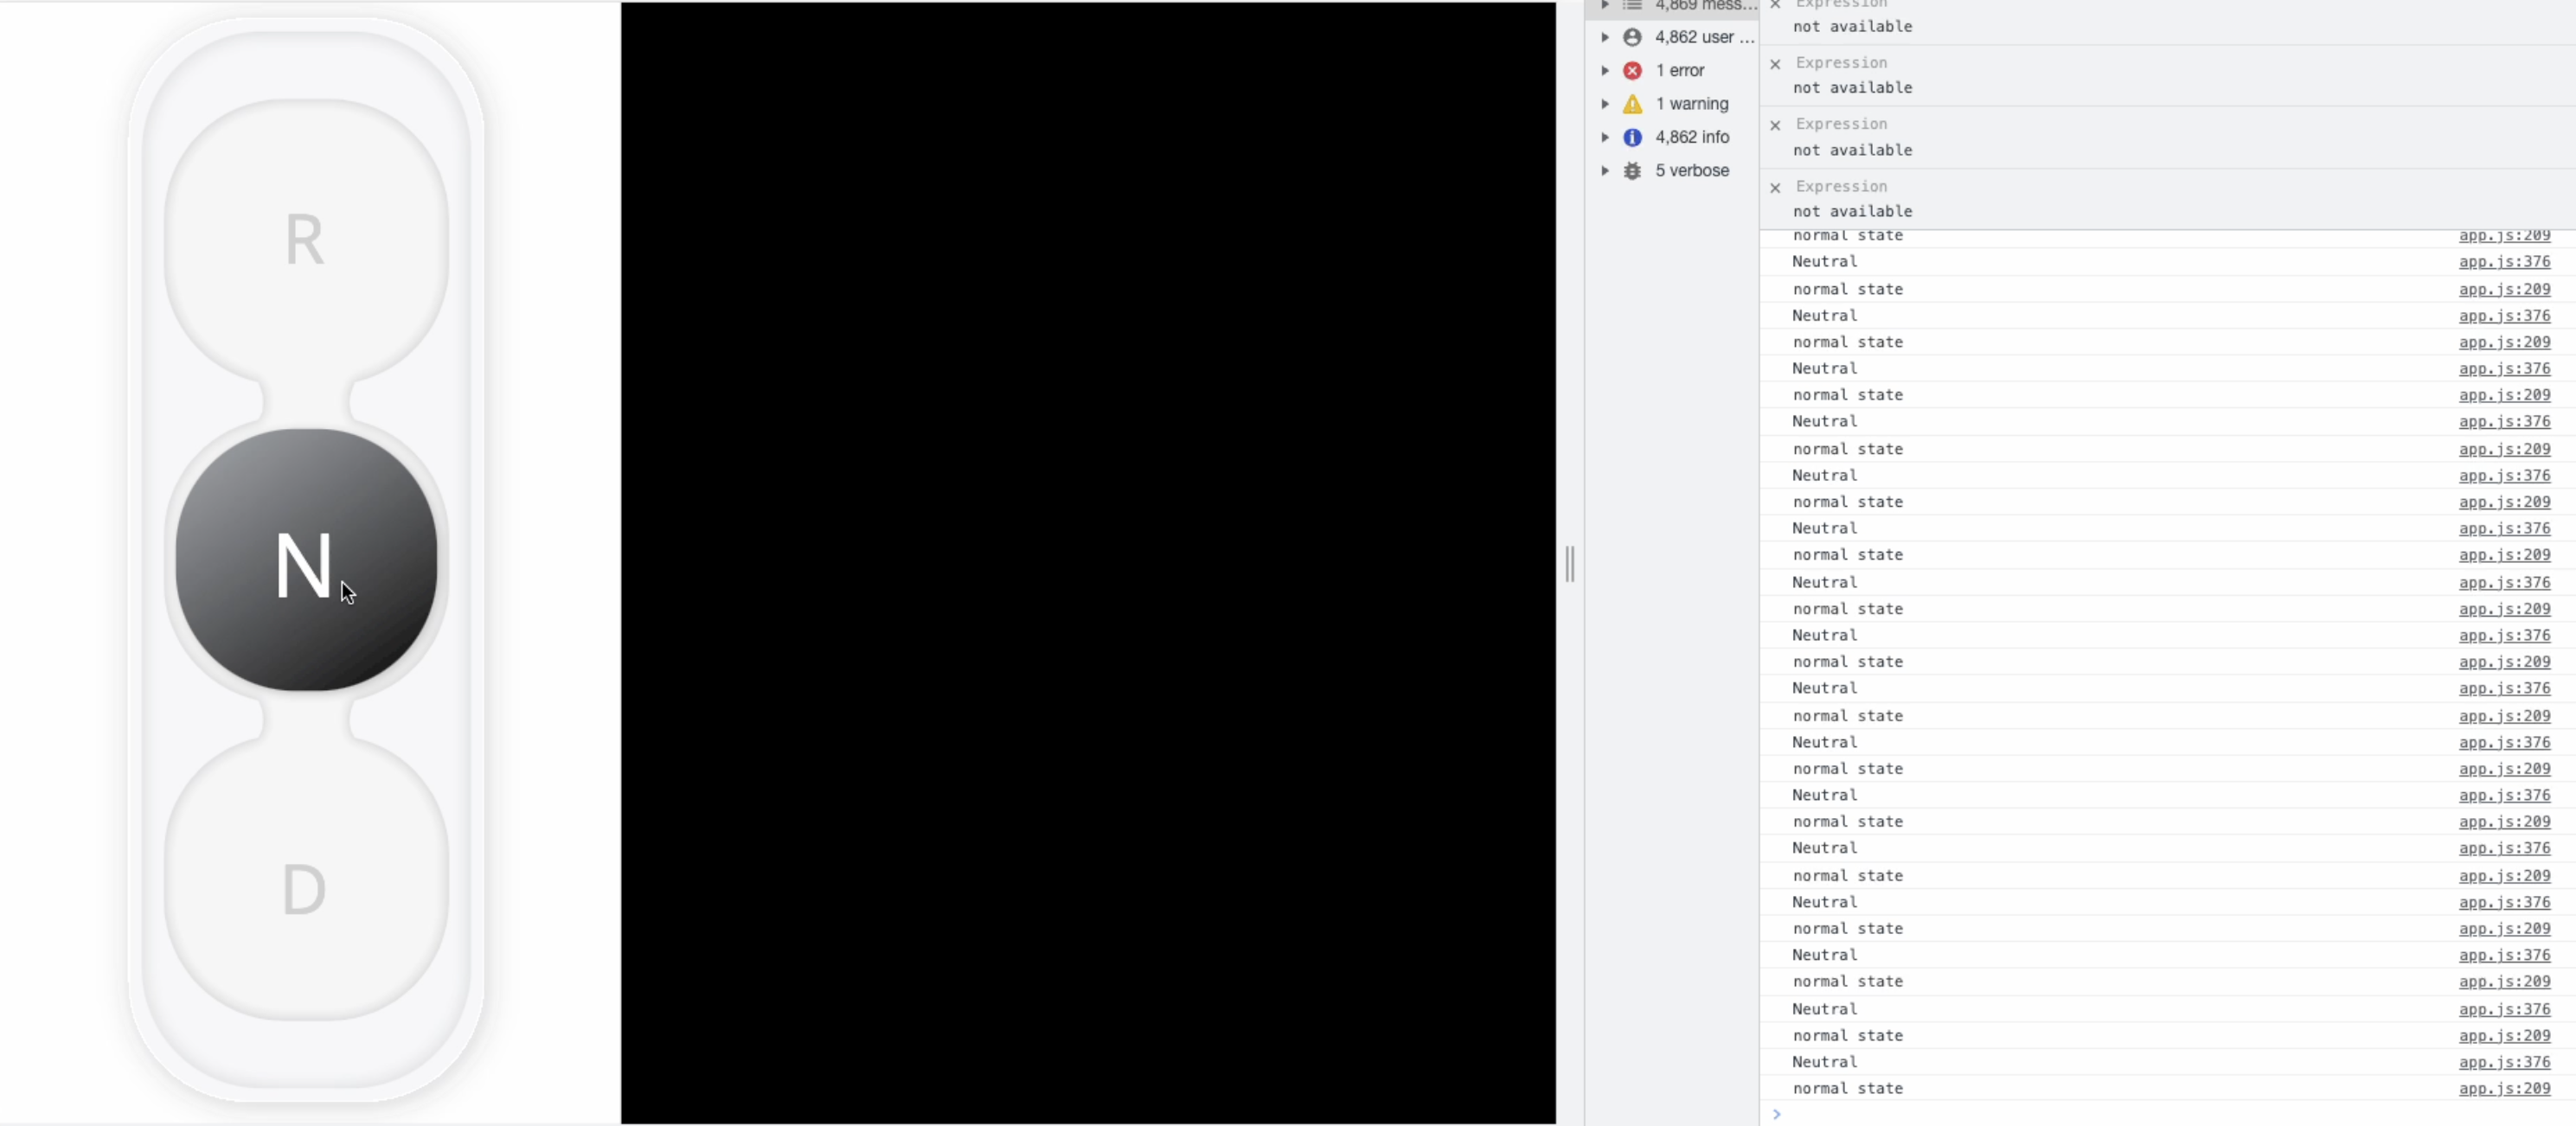 R
N
D
4,869 mess...
4,862 user ...
1 error
1 warning
4,862 info
5 verbose
Expression
not available
Expression
not available
Expression
not available
Expression
not available
normal state app.js:209
Neutral app.js:376
normal state app.js:209
Neutral app.js:376
normal state app.js:209
Neutral app.js:376
normal state app.js:209
Neutral app.js:376
normal state app.js:209
Neutral app.js:376
normal state app.js:209
Neutral app.js:376
normal state app.js:209
Neutral app.js:376
normal state app.js:209
Neutral app.js:376
normal state app.js:209
Neutral app.js:376
normal state app.js:209
Neutral app.js:376
normal state app.js:209
Neutral app.js:376
normal state app.js:209
Neutral app.js:376
normal state app.js:209
Neutral app.js:376
normal state app.js:209
Neutral app.js:376
normal state app.js:209
Neutral app.js:376
normal state app.js:209
Neutral app.js:376
normal state app.js:209